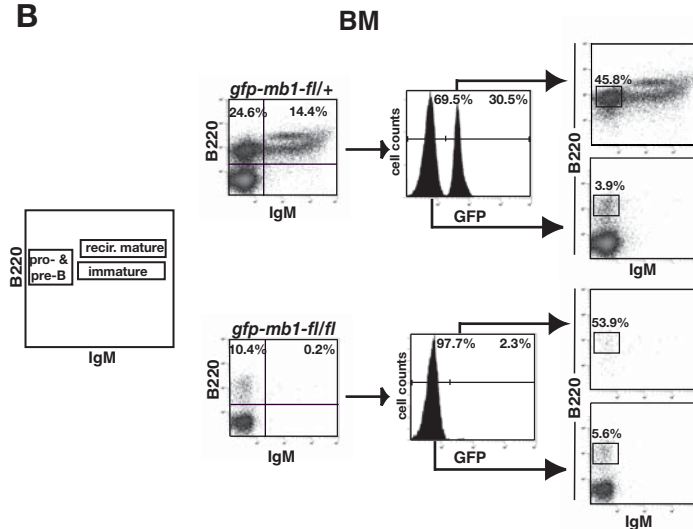 B
BM
gfp-mb1-fl/+
24.6% 14.4%
B220
IgM
69.5% 30.5%
cell counts
GFP
45.8%
B220
3.9%
IgM
B220
recir. mature
pro- &
pre-B
immature
IgM
gfp-mb1-fl/fl
10.4% 0.2%
B220
IgM
97.7% 2.3%
cell counts
GFP
53.9%
B220
5.6%
IgM